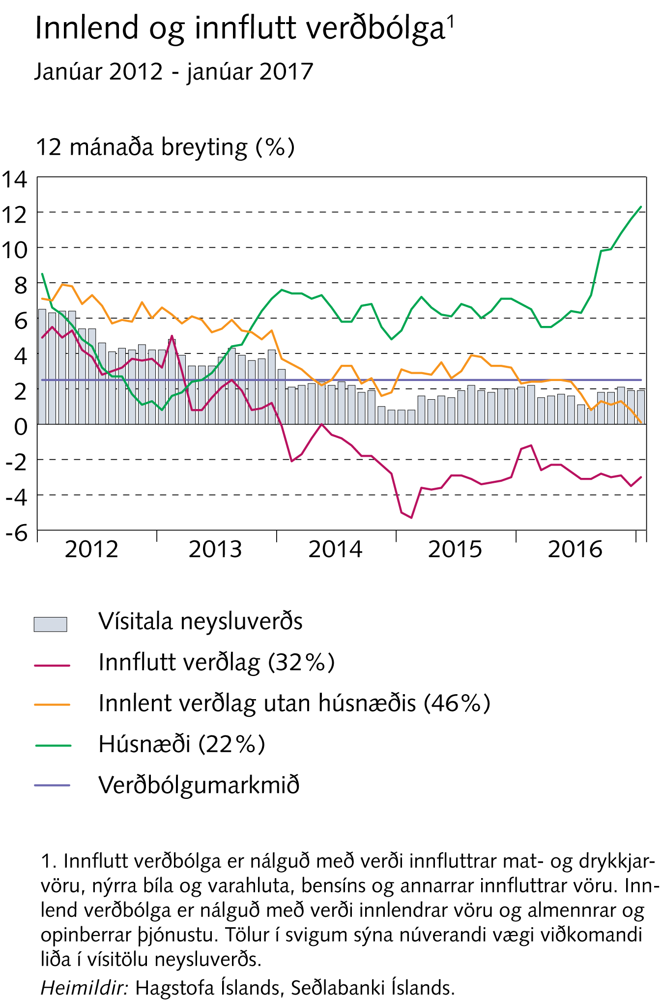 Innlend og innflutt verðbólga¹
Janúar 2012 - janúar 2017
12 mánaða breyting (%)
14
12
10
8
6
4
2
0
-2
-4
-6
2012 2013 2014 2015 2016
Vísitala neysluverðs
Innflutt verðlag (32%)
Innlent verðlag utan húsnæðis (46%)
Húsnæði (22%)
Verðbólgumarkmið
1. Innflutt verðbólga er nálguð með verði innfluttrar mat- og drykkjar-
vöru, nýrra bíla og varahluta, bensíns og annarrar innfluttrar vöru. Inn-
lend verðbólga er nálguð með verði innlendrar vöru og almennrar og
opinberrar þjónustu. Tölur í svigum sýna núverandi vægi viðkomandi
liða í vísitölu neysluverðs.
Heimildir: Hagstofa Íslands, Seðlabanki Íslands.